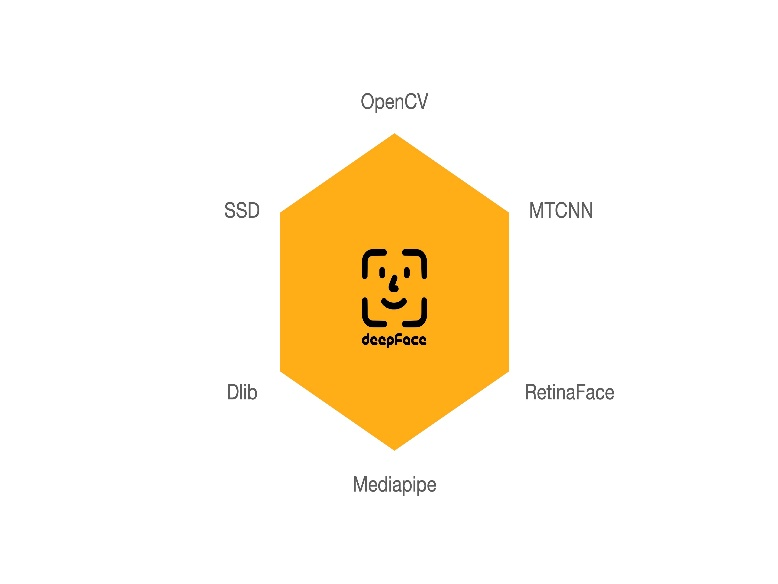 OpenCV
SSD
MTCNN
deepFace
Dlib
RetinaFace
Mediapipe